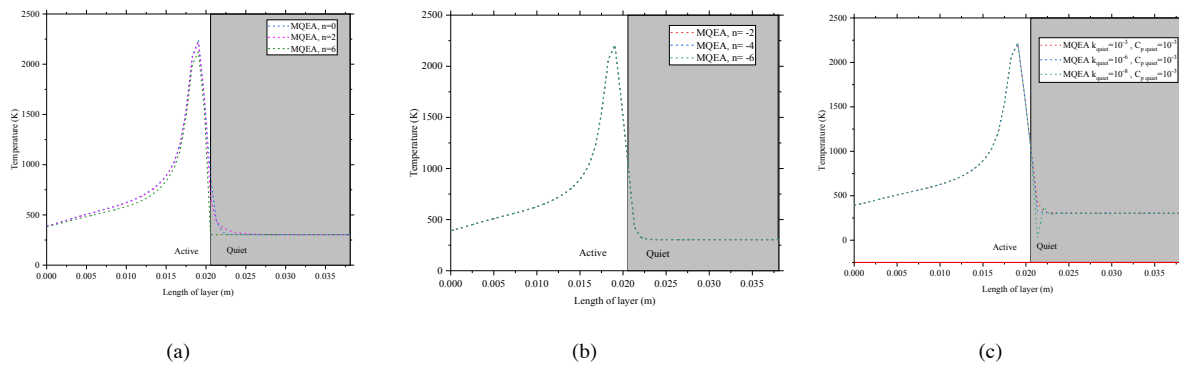 (a)
2500
2000
1500
1000
500
0
Temperature (K)
MQEA, n=0
MQEA, n=2
MQEA, n=6
Active
Quiet
0.000 0.005 0.010 0.015 0.020 0.025 0.030 0.035
Length of layer (m)
(a)
2500
2000
1500
1000
500
0
Temperature (K)
MQEA, n= -2
MQEA, n= -4
MQEA, n= -6
Active
Quiet
0.000 0.005 0.010 0.015 0.020 0.025 0.030 0.035
Length of layer (m)
(b)
2500
2000
1500
1000
500
0
Temperature (K)
MQEA k_quiet=10^-3 , C_p quiet=10^-3
MQEA k_quiet=10^-6 , C_p quiet=10^-3
MQEA k_quiet=10^-8 , C_p quiet=10^-3
Active
Quiet
0.000 0.005 0.010 0.015 0.020 0.025 0.030 0.035
Length of layer (m)
(c)